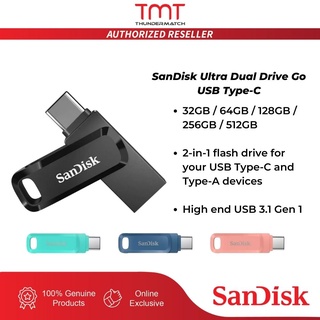 TMT
THUNDERMATCH
AUTHORIZED RESELLER
SanDisk Ultra Dual Drive Go
USB Type-C
• 32GB / 64GB / 128GB /
256GB / 512GB
• 2-in-1 flash drive for
your USB Type-C and
Type-A devices
• High end USB 3.1 Gen 1
SanDisk
100% Genuine
Products
Online
Exclusive
SanDisk